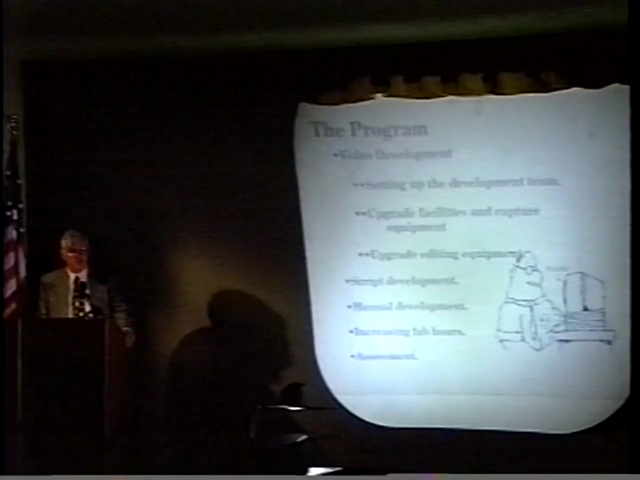 The Program
•Video Development
••Setting up the development team.
••Upgrade facilities and capture
equipment
••Upgrade editing equipment
•Script development.
•Manual development.
•Increasing lab hours.
•Assessment.